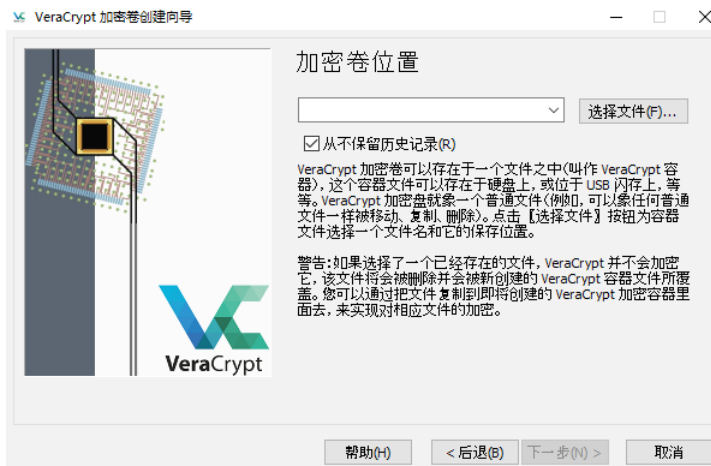 VeraCrypt 加密卷创建向导
加密卷位置
选择文件(F)...
从不保留历史记录(R)
VeraCrypt 加密卷可以存在于一个文件之中(叫作 VeraCrypt 容
器)，这个容器文件可以存在于硬盘上，或位于 USB 闪存上，等
等。VeraCrypt 加密盘就象一个普通文件(例如，可以象任何普通
文件一样被移动、复制、删除)。点击〖选择文件〗按钮为容器
文件选择一个文件名和它的保存位置。
警告:如果选择了一个已经存在的文件，VeraCrypt 并不会加密
它，该文件将会被删除并会被新创建的 VeraCrypt 容器文件所覆
盖。您可以通过把文件复制到即将创建的 VeraCrypt 加密容器里
面去，来实现对相应文件的加密。
VeraCrypt
帮助(H)
< 后退(B)
下一步(N) >
取消